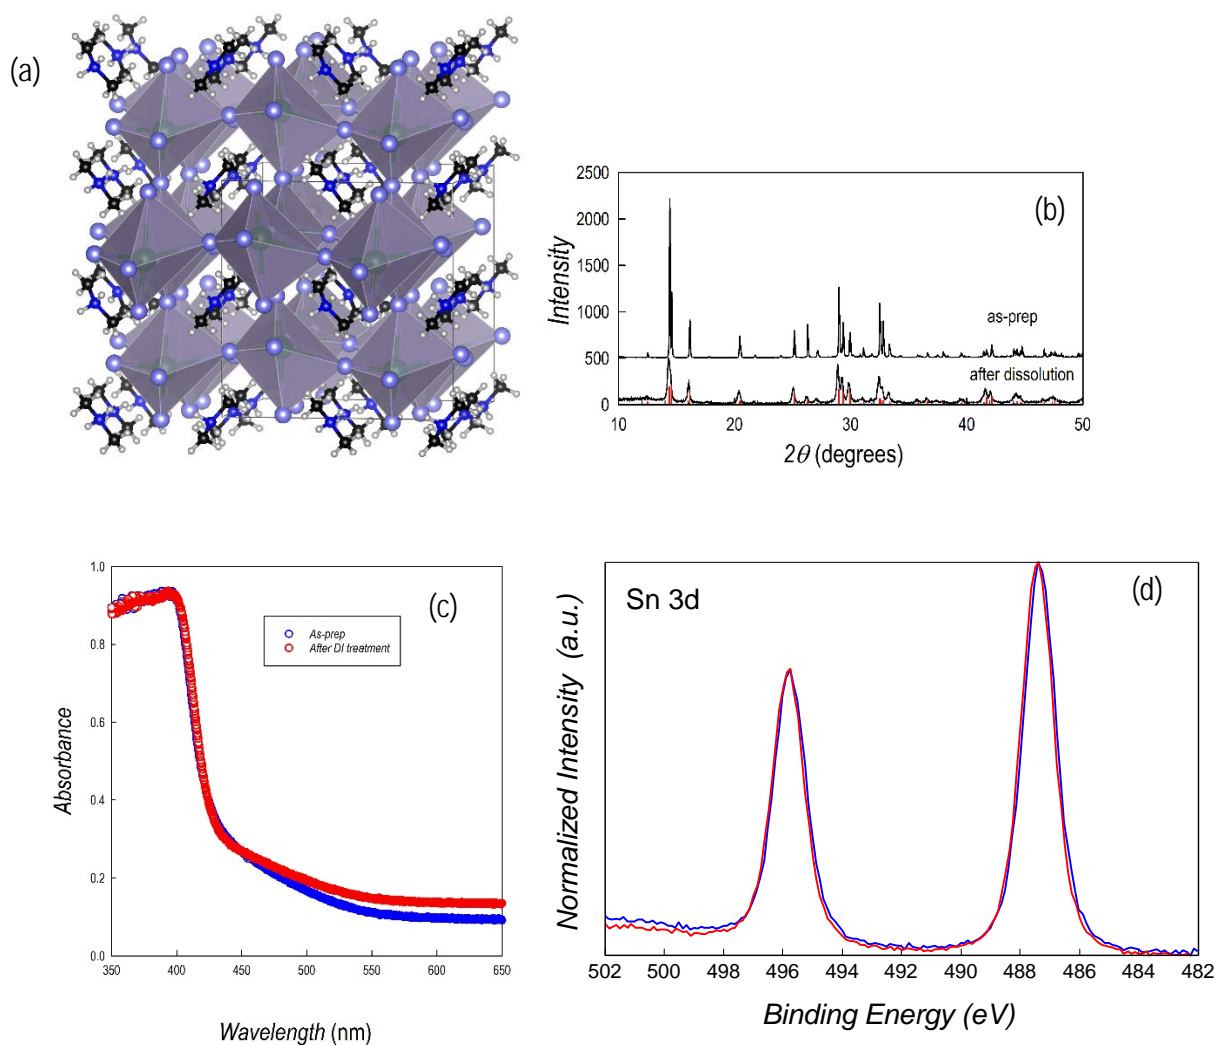 (a)
(b)
2500
2000
1500
1000
500
0
Intensity
as-prep
after dissolution
10
20
30
40
50
2θ (degrees)
(c)
1.0
0.8
0.6
0.4
0.2
0.0
Absorbance
As-prep
After DI treatment
350
400
450
500
550
600
650
Wavelength (nm)
(d)
Sn 3d
Normalized Intensity (a.u.)
502
500
498
496
494
492
490
488
486
484
482
Binding Energy (eV)